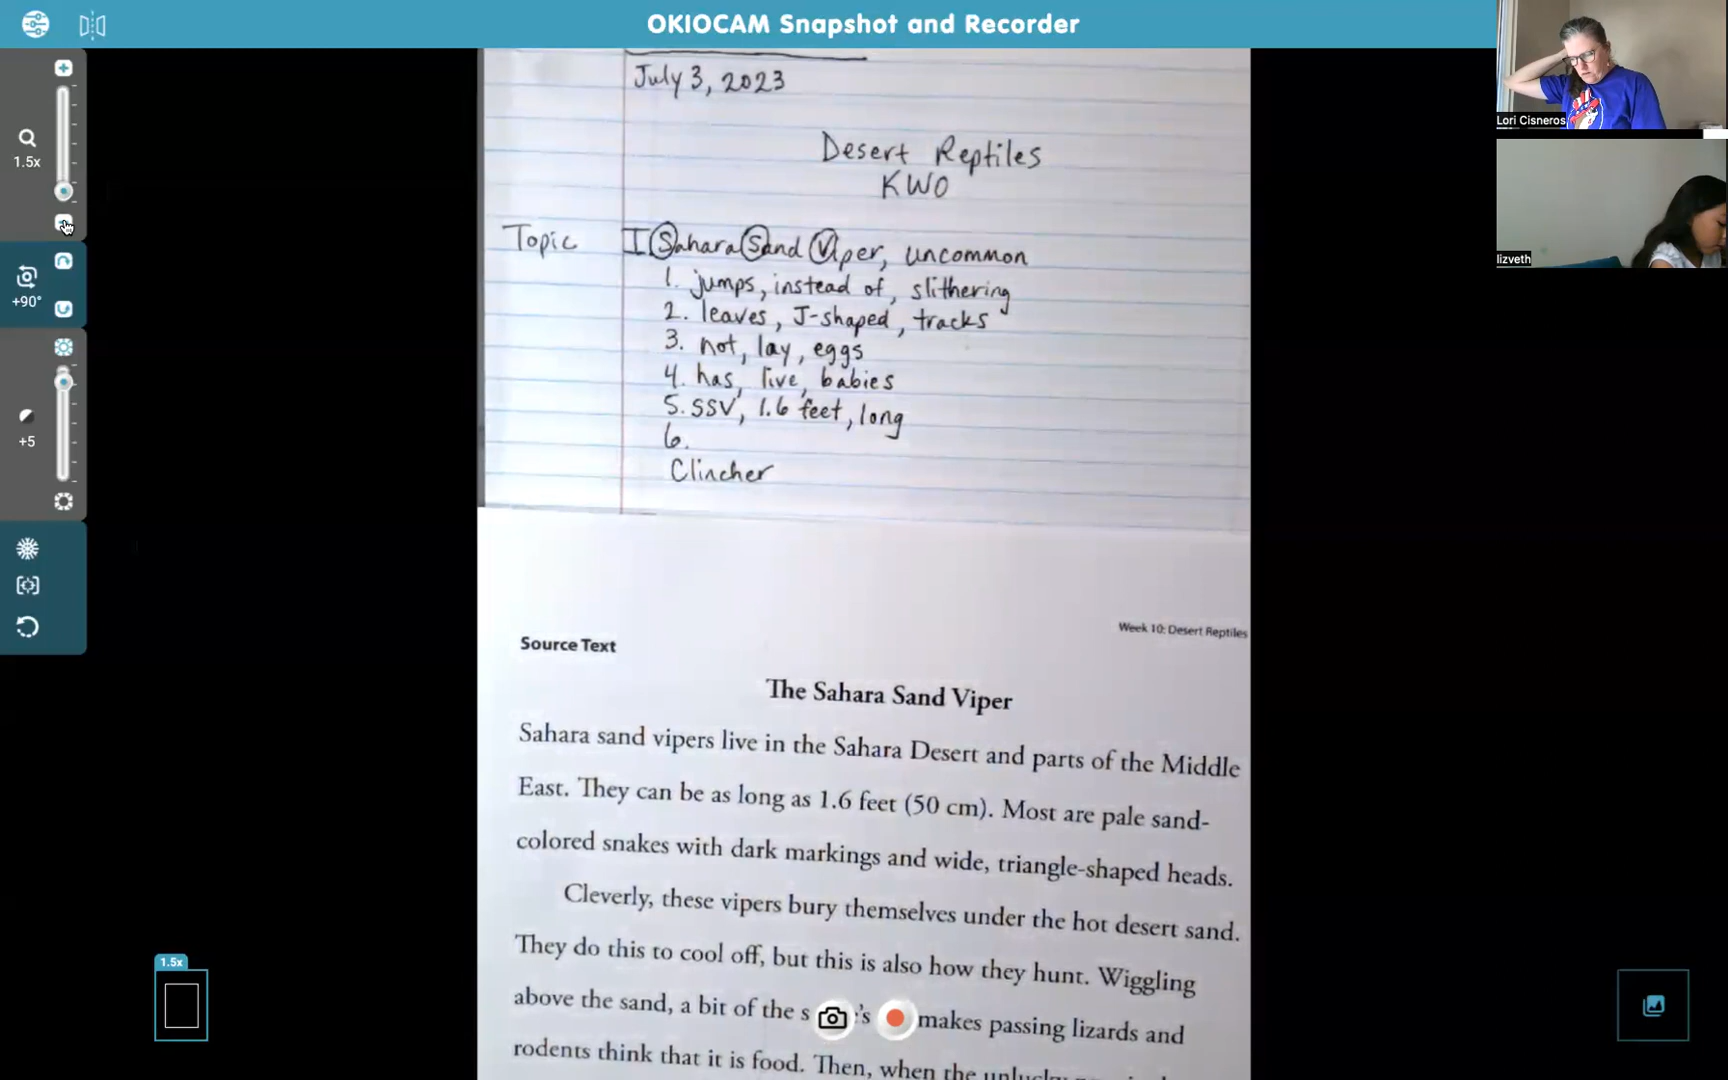 OKIOCAM Snapshot and Recorder
July 3, 2023
Desert Reptiles
KWO
Topic I Sahara Sand Viper, uncommon
1. jumps, instead of, slithering
2. leaves, J-shaped, tracks
3. not, lay, eggs
4. has, live, babies
5. SSV, 1.6 feet, long
6.
Clincher
Week 10: Desert Reptiles
Source Text
The Sahara Sand Viper
Sahara sand vipers live in the Sahara Desert and parts of the Middle
East. They can be as long as 1.6 feet (50 cm). Most are pale sand-
colored snakes with dark markings and wide, triangle-shaped heads.
Cleverly, these vipers bury themselves under the hot desert sand.
They do this to cool off, but this is also how they hunt. Wiggling
above the sand, a bit of the makes passing lizards and
rodents think that it is food. Then, when the
1.5x
+90°
+5
1.5x
Lori Cisneros
lizveth